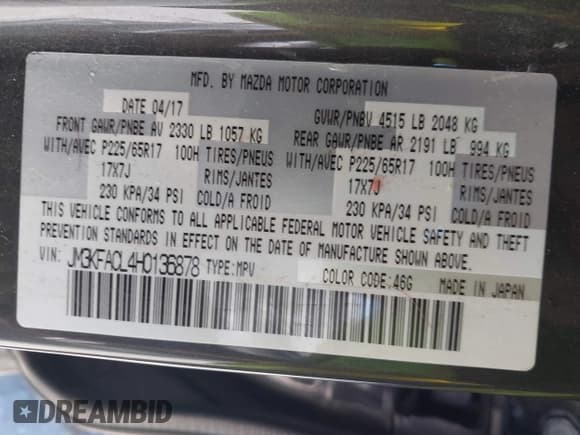 MFD. BY MAZDA MOTOR CORPORATION
DATE 04/17 GVWR/PNBV 4515 LB 2048 KG
FRONT GAWR/PNBE AV 2330 LB 1057 KG REAR GAWR/PNBE AR 2191 LB 994 KG
WITH/AVEC P225/65R17 100H TIRES/PNEUS WITH/AVEC P225/65R17 100H TIRES/PNEUS
17X7J RIMS/JANTES 17X7J RIMS/JANTES
230 KPA/34 PSI COLD/A FROID 230 KPA/34 PSI COLD/A FROID
THIS VEHICLE CONFORMS TO ALL APPLICABLE FEDERAL MOTOR VEHICLE SAFETY AND THEFT
PREVENTION STANDARDS IN EFFECT ON THE DATE OF MANUFACTURE SHOWN ABOVE.
VIN: JM3KFACL4H0136878 TYPE:MPV COLOR CODE:46G MADE IN JAPAN
DREAMBID